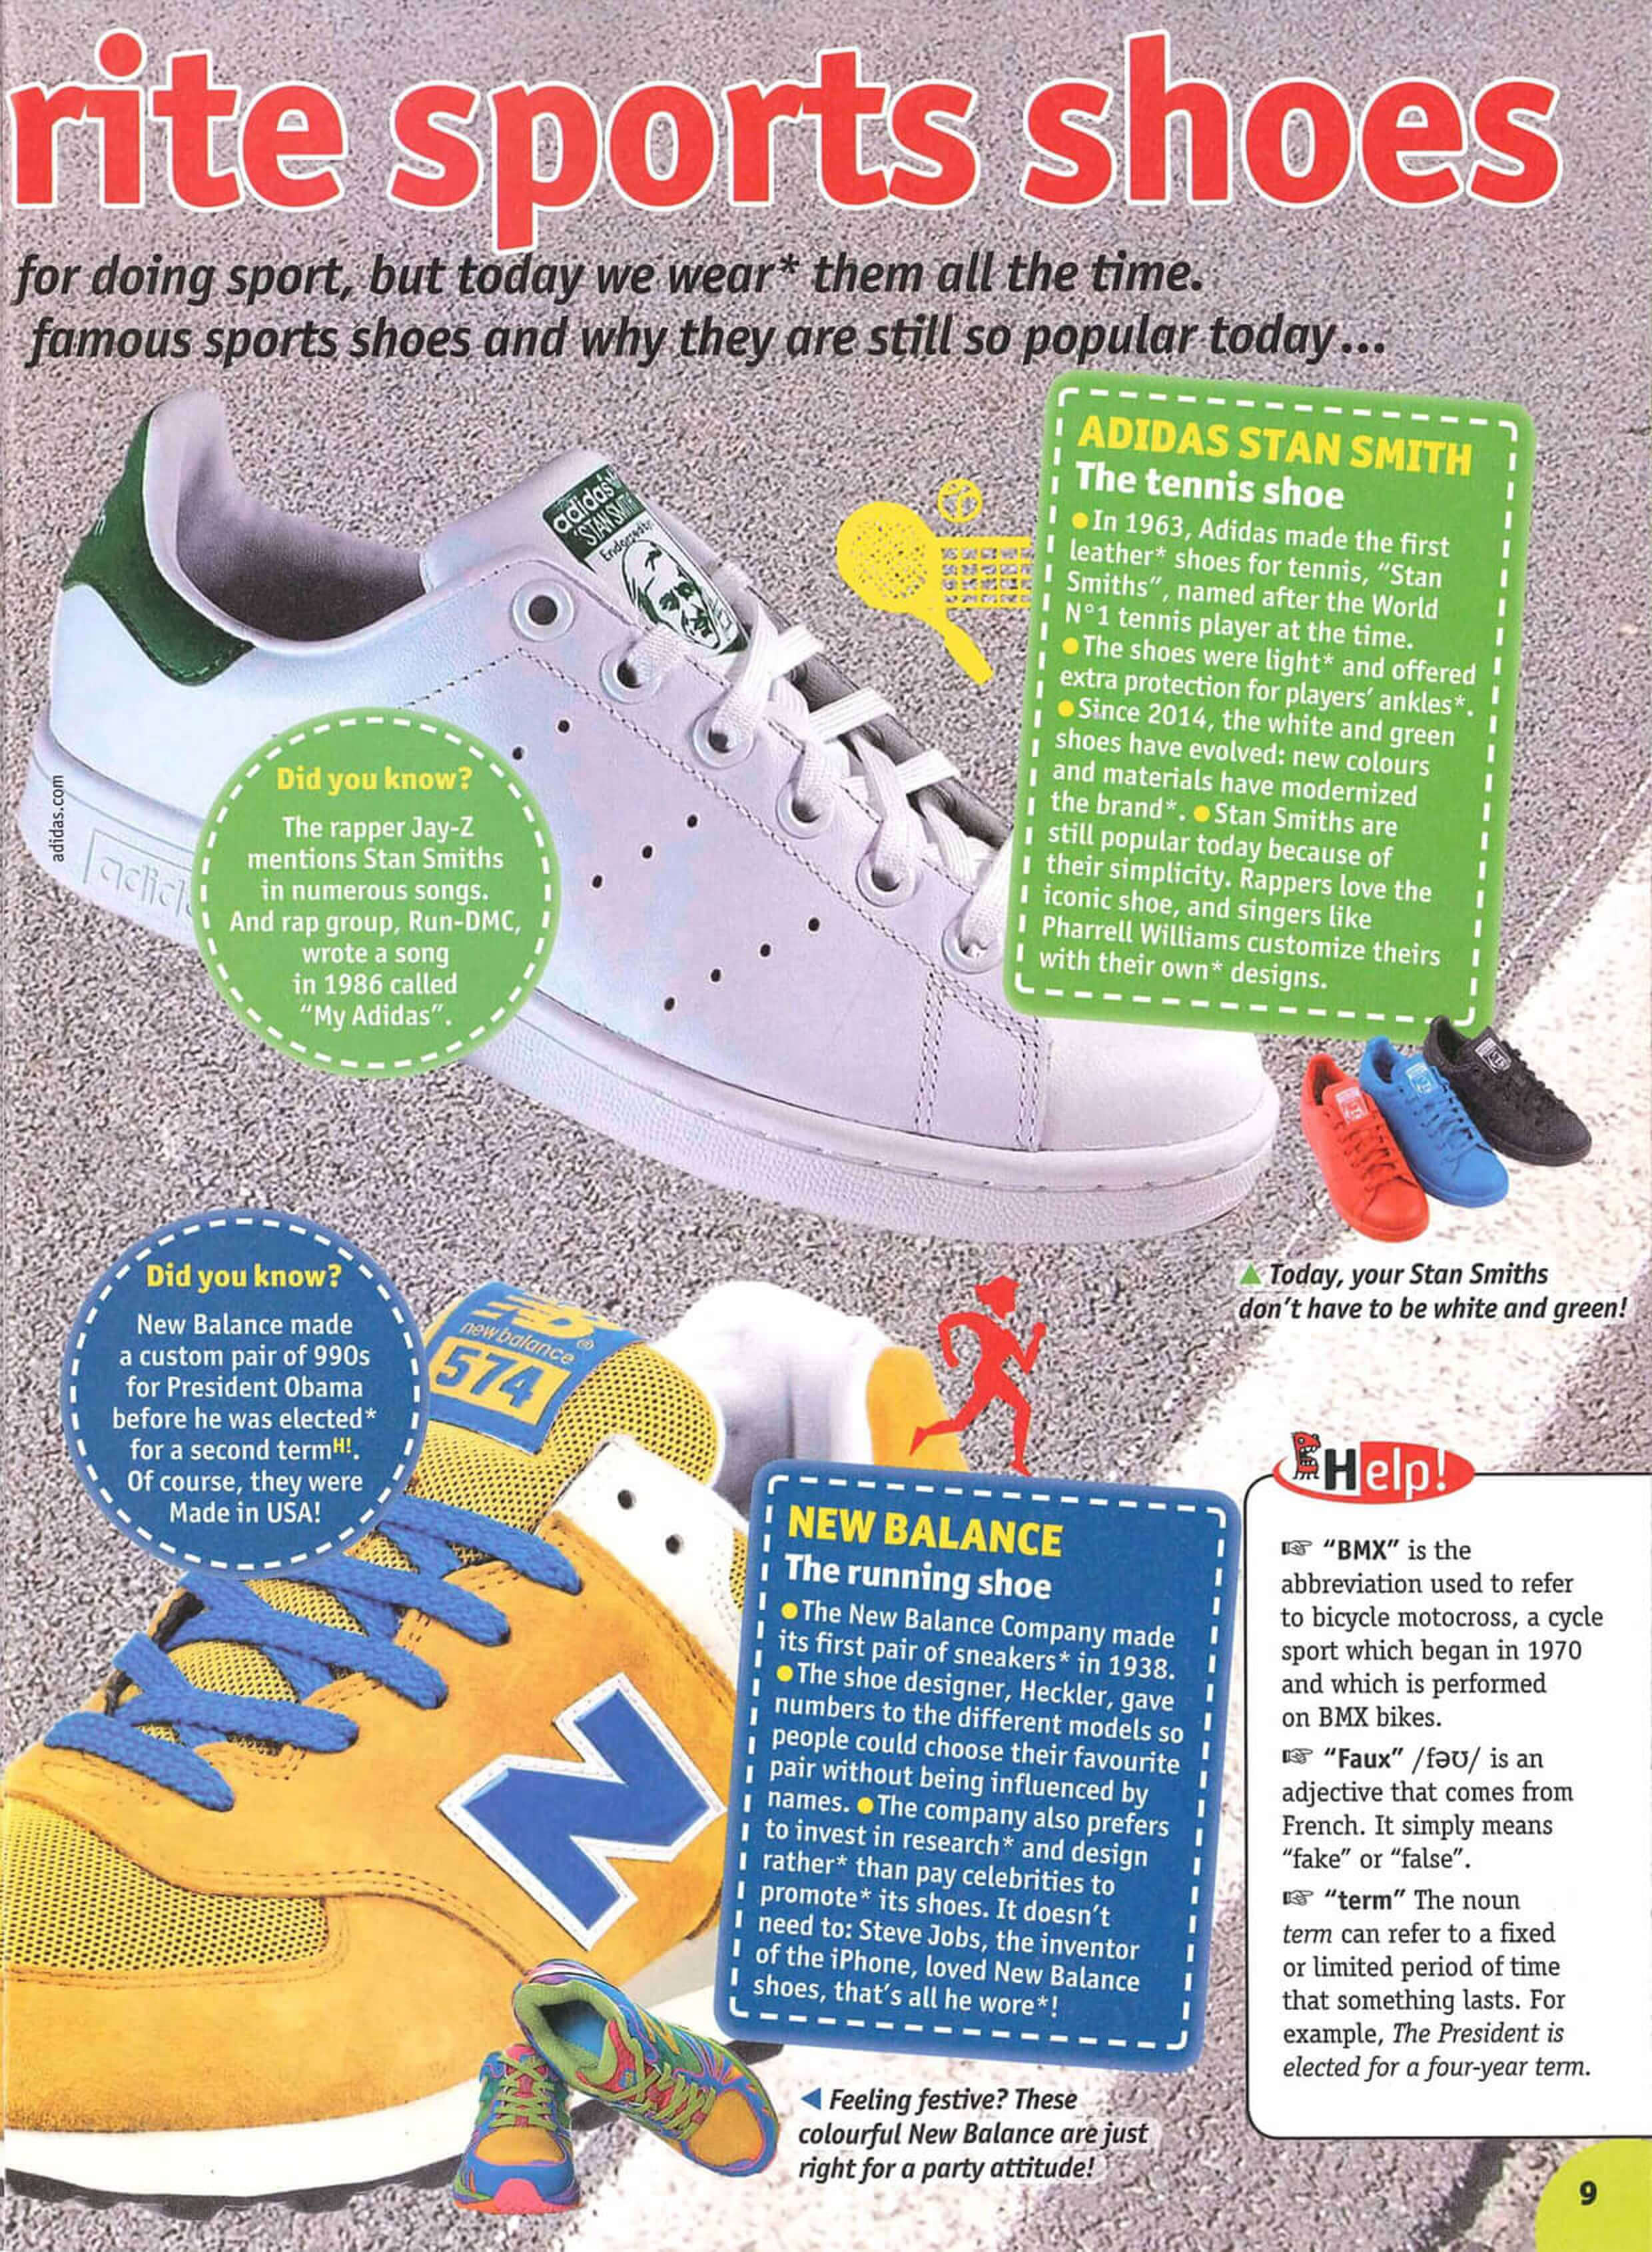 rite sports shoes
for doing sport, but today we wear* them all the time.
famous sports shoes and why they are still so popular today...
adidas
"STAN SMITH"
ADIDAS STAN SMITH
The tennis shoe
●In 1963, Adidas made the first
leather* shoes for tennis, "Stan
Smiths", named after the World
N°1 tennis player at the time.
●The shoes were light* and offered
extra protection for players' ankles*.
●Since 2014, the white and green
shoes have evolved: new colours
and materials have modernized
the brand*. ●Stan Smiths are
still popular today because of
their simplicity. Rappers love the
iconic shoe, and singers like
Pharrell Williams customize theirs
with their own* designs.
adidas.com
Did you know?
The rapper Jay-Z
mentions Stan Smiths
in numerous songs.
And rap group, Run-DMC,
wrote a song
in 1986 called
"My Adidas".
▲ Today, your Stan Smiths
don't have to be white and green!
Did you know?
New Balance made
a custom pair of 990s
for President Obama
before he was elected*
for a second termH!.
Of course, they were
Made in USA!
NB
new balance®
574
N
NEW BALANCE
The running shoe
●The New Balance Company made
its first pair of sneakers* in 1938.
●The shoe designer, Heckler, gave
numbers to the different models so
people could choose their favourite
pair without being influenced by
names. ●The company also prefers
to invest in research* and design
rather* than pay celebrities to
promote* its shoes. It doesn't
need to: Steve Jobs, the inventor
of the iPhone, loved New Balance
shoes, that's all he wore*!
◄ Feeling festive? These
colourful New Balance are just
right for a party attitude!
Help!
☞ "BMX" is the
abbreviation used to refer
to bicycle motocross, a cycle
sport which began in 1970
and which is performed
on BMX bikes.
☞ "Faux" /fəʊ/ is an
adjective that comes from
French. It simply means
"fake" or "false".
☞ "term" The noun
term can refer to a fixed
or limited period of time
that something lasts. For
example, The President is
elected for a four-year term.
9